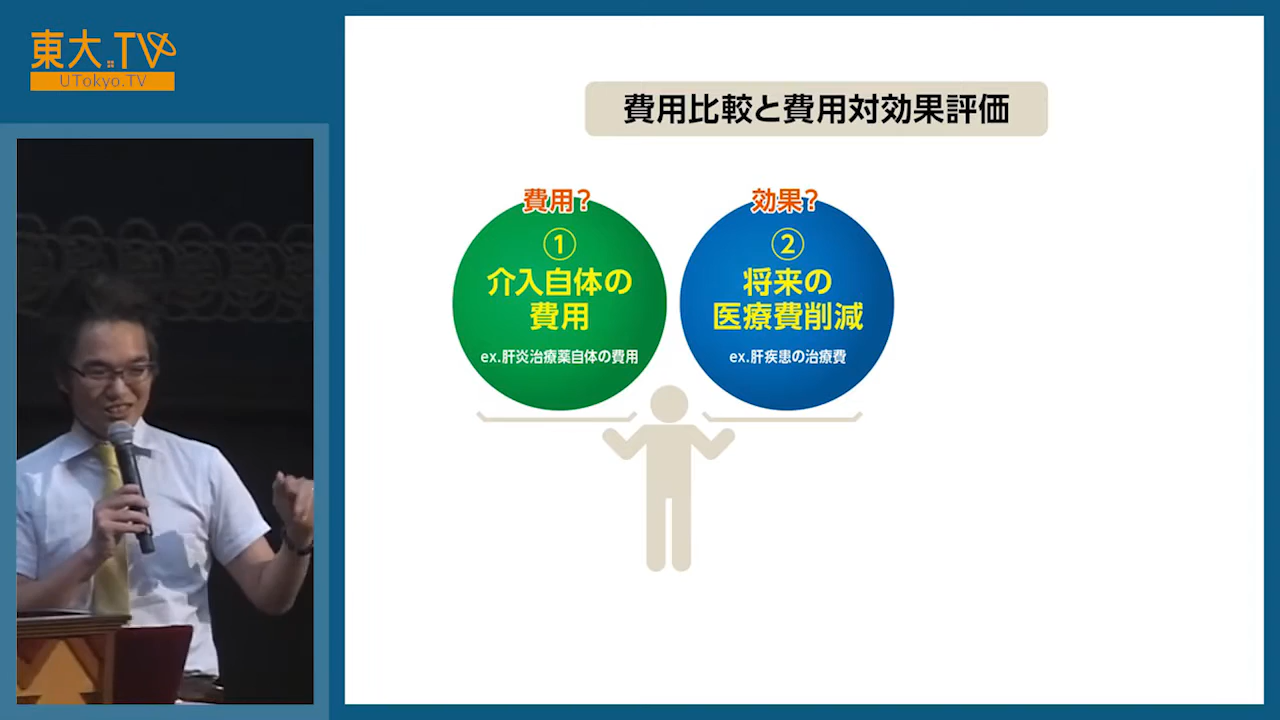 東大.TV
UTokyo.TV
費用比較と費用対効果評価
費用?
①
介入自体の
費用
ex.肝炎治療薬自体の費用
効果?
②
将来の
医療費削減
ex.肝疾患の治療費